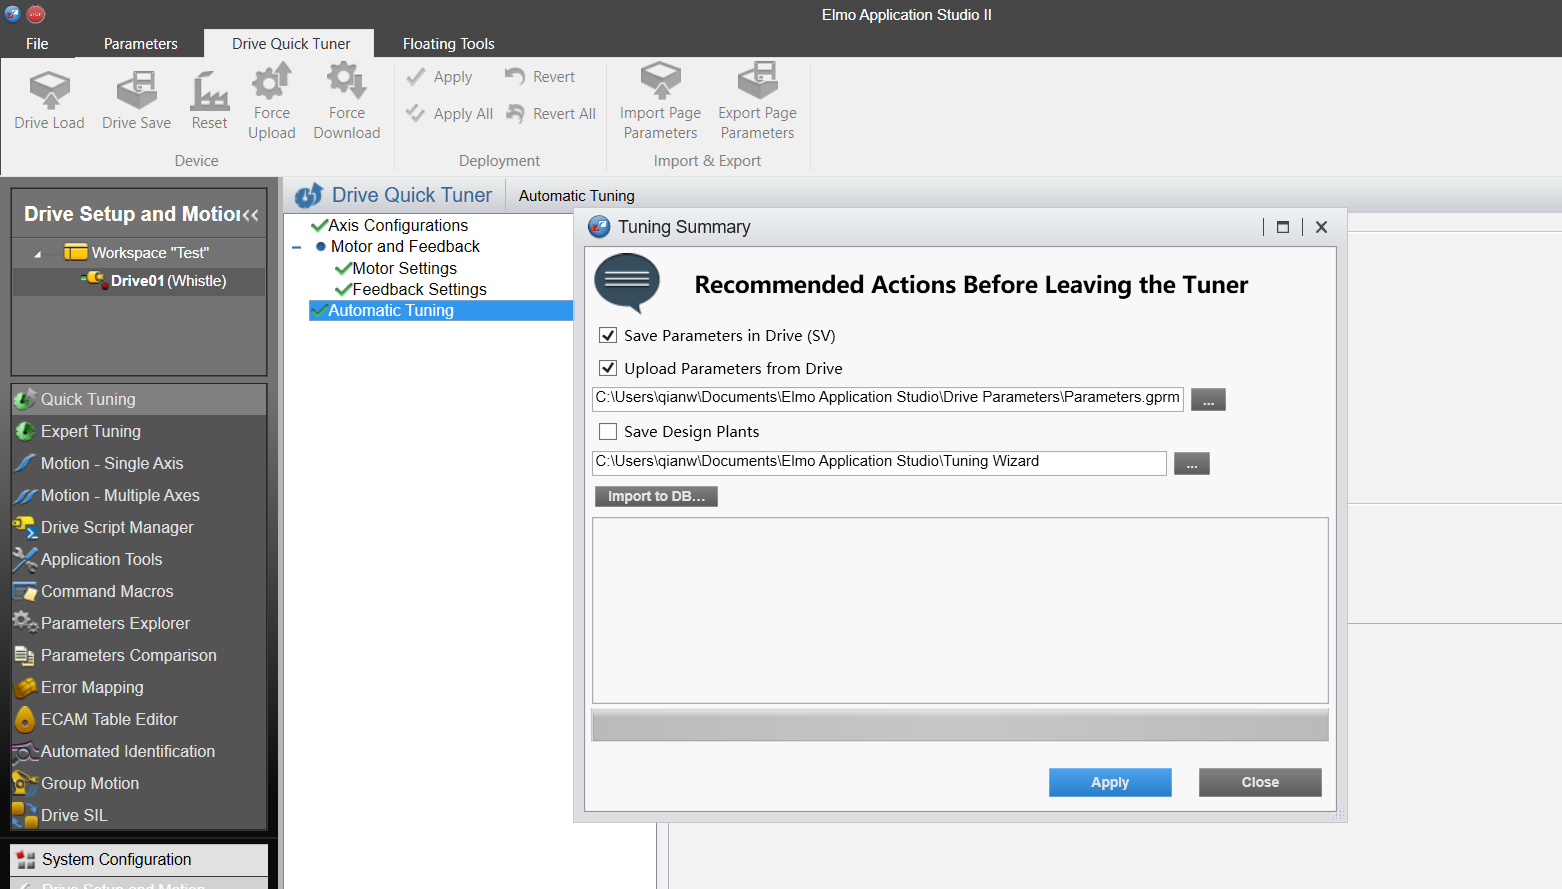 Elmo Application Studio II
File
Parameters
Drive Quick Tuner
Floating Tools
Drive Load
Drive Save
Reset
Force
Upload
Force
Download
Apply
Revert
Apply All
Revert All
Import Page
Parameters
Export Page
Parameters
Device
Deployment
Import & Export
Drive Setup and Motion
Workspace "Test"
Drive01 (Whistle)
Quick Tuning
Expert Tuning
Motion - Single Axis
Motion - Multiple Axes
Drive Script Manager
Application Tools
Command Macros
Parameters Explorer
Parameters Comparison
Error Mapping
ECAM Table Editor
Automated Identification
Group Motion
Drive SIL
System Configuration
Drive Setup and Motion
Drive Quick Tuner
Automatic Tuning
Axis Configurations
Motor and Feedback
Motor Settings
Feedback Settings
Automatic Tuning
Tuning Summary
Recommended Actions Before Leaving the Tuner
Save Parameters in Drive (SV)
Upload Parameters from Drive
C:\Users\qianw\Documents\Elmo Application Studio\Drive Parameters\Parameters.gprm
...
Save Design Plants
C:\Users\qianw\Documents\Elmo Application Studio\Tuning Wizard
...
Import to DB...
Apply
Close